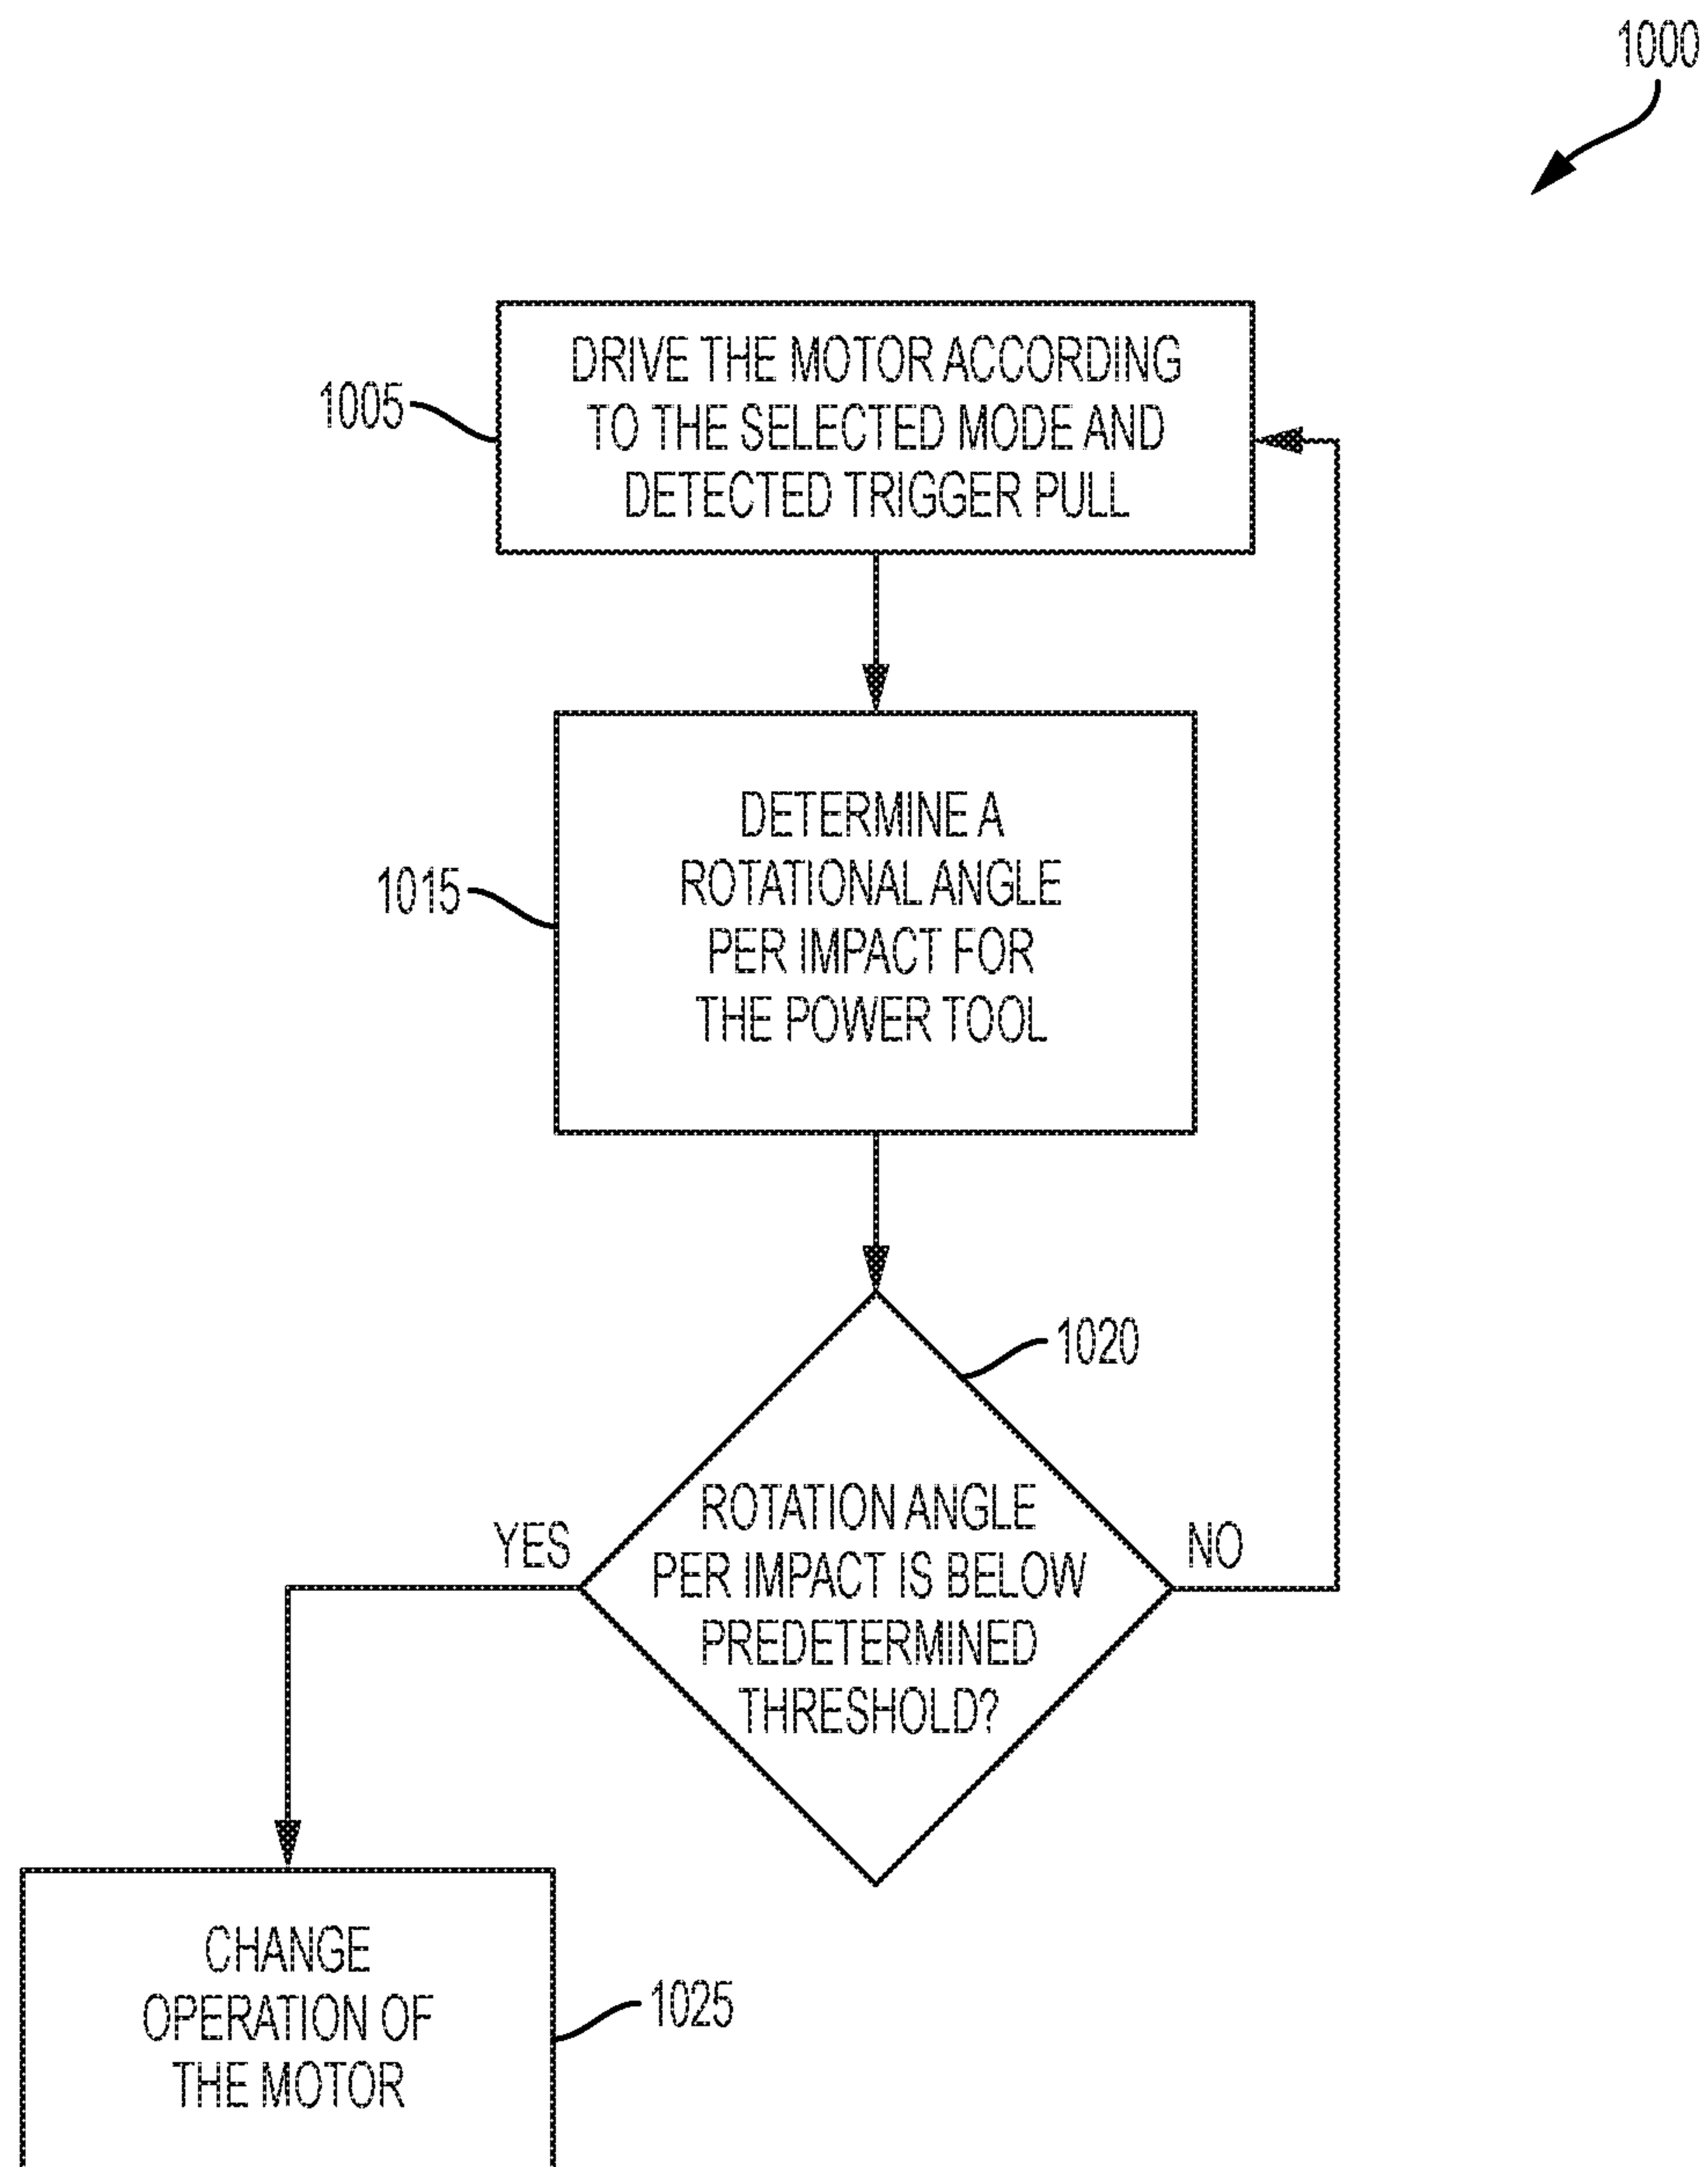 1000
DRIVE THE MOTOR ACCORDING
TO THE SELECTED MODE AND
DETECTED TRIGGER PULL
1005
DETERMINE A
ROTATIONAL ANGLE
PER IMPACT FOR
THE POWER TOOL
1015
1020
ROTATION ANGLE
PER IMPACT IS BELOW
PREDETERMINED
THRESHOLD?
YES
NO
CHANGE
OPERATION OF
THE MOTOR
1025